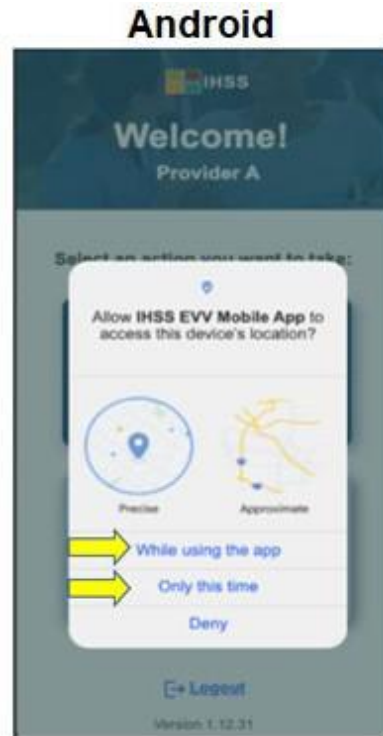 Android
IHSS
Welcome!
Provider A
Select an action you want to take:
Allow IHSS EVV Mobile App to
access this device's location?
Precise
Approximate
While using the app
Only this time
Deny
Logout
Version 1.12.31